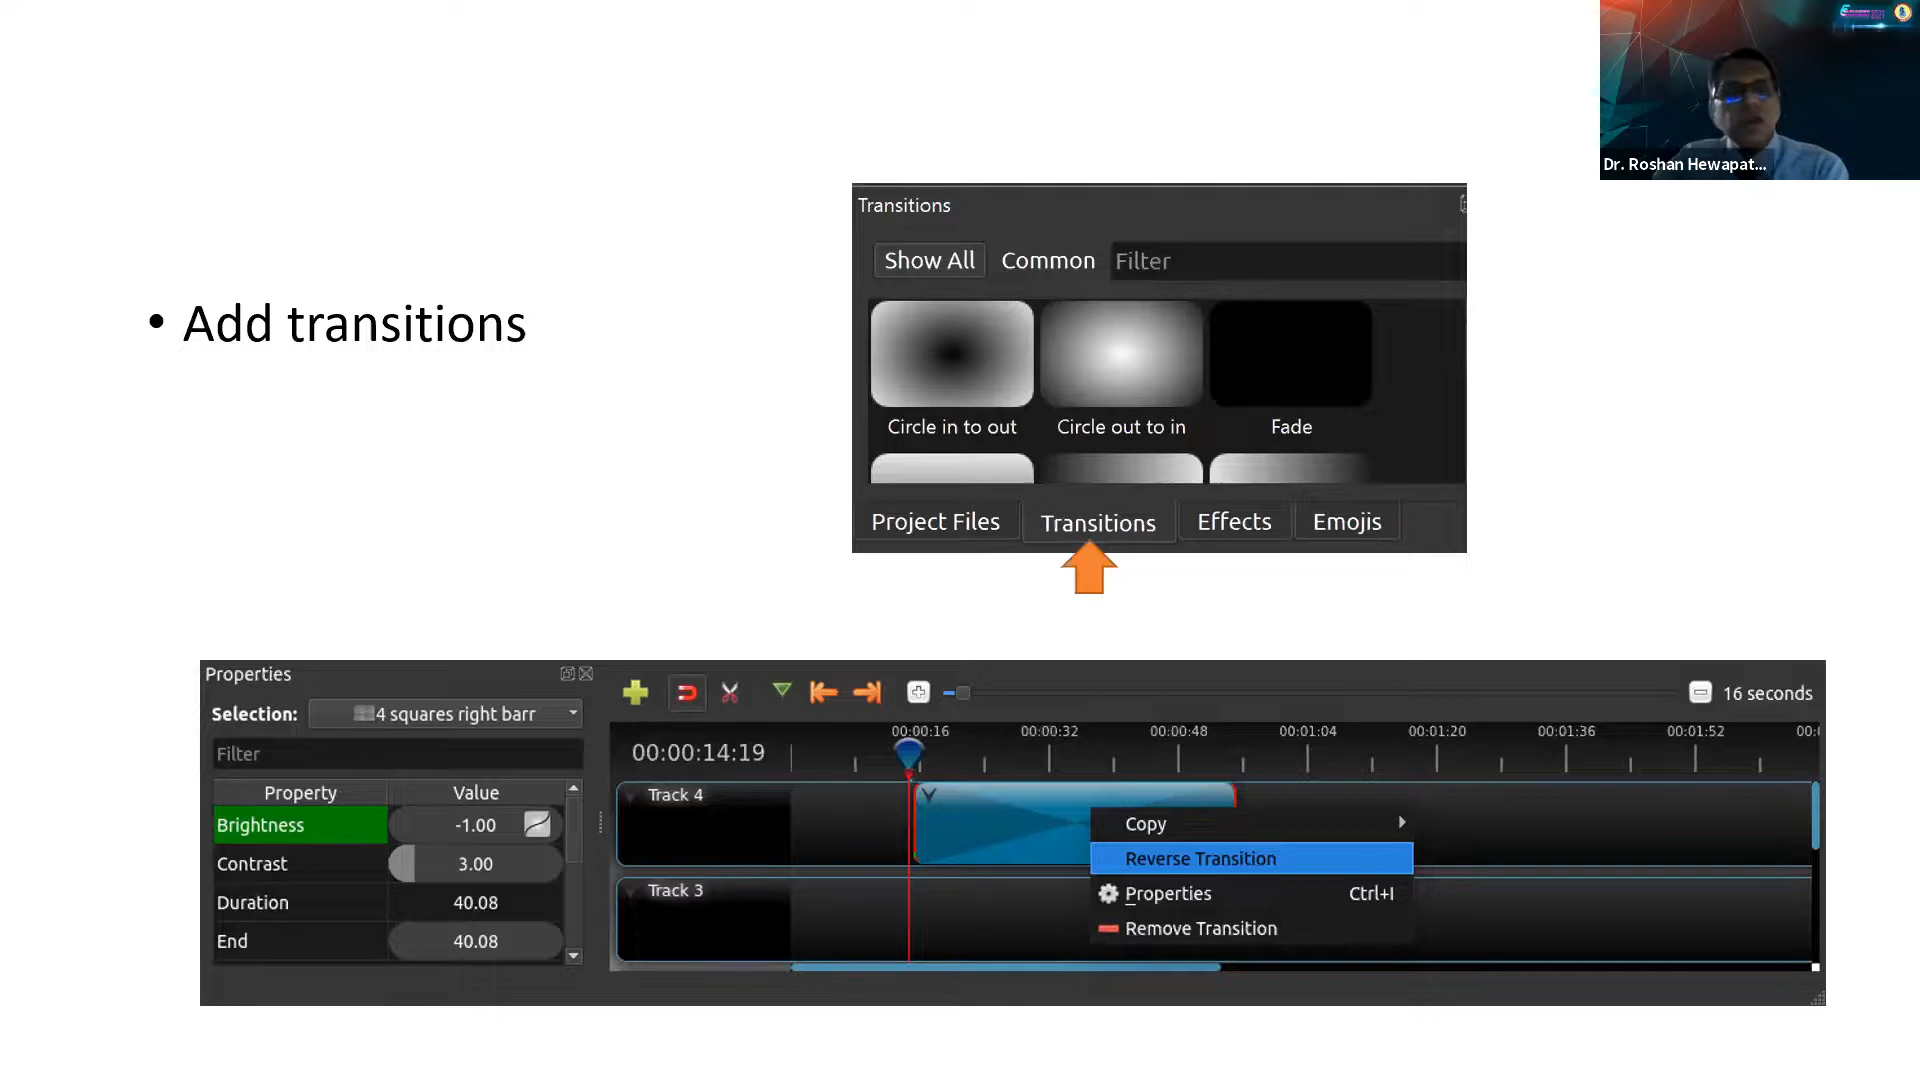 Dr. Roshan Hewapat...
Transitions
Show All Common Filter
• Add transitions
Circle in to out Circle out to in Fade
Project Files Transitions Effects Emojis
Properties
Selection: 4 squares right barr
16 seconds
Filter
00:00:14:19
00:00:16 00:00:32 00:00:48 00:01:04 00:01:20 00:01:36 00:01:52 00:0
Property Value
Brightness -1.00
Contrast 3.00
Duration 40.08
End 40.08
Track 4
Track 3
Copy
Reverse Transition
Properties Ctrl+I
Remove Transition